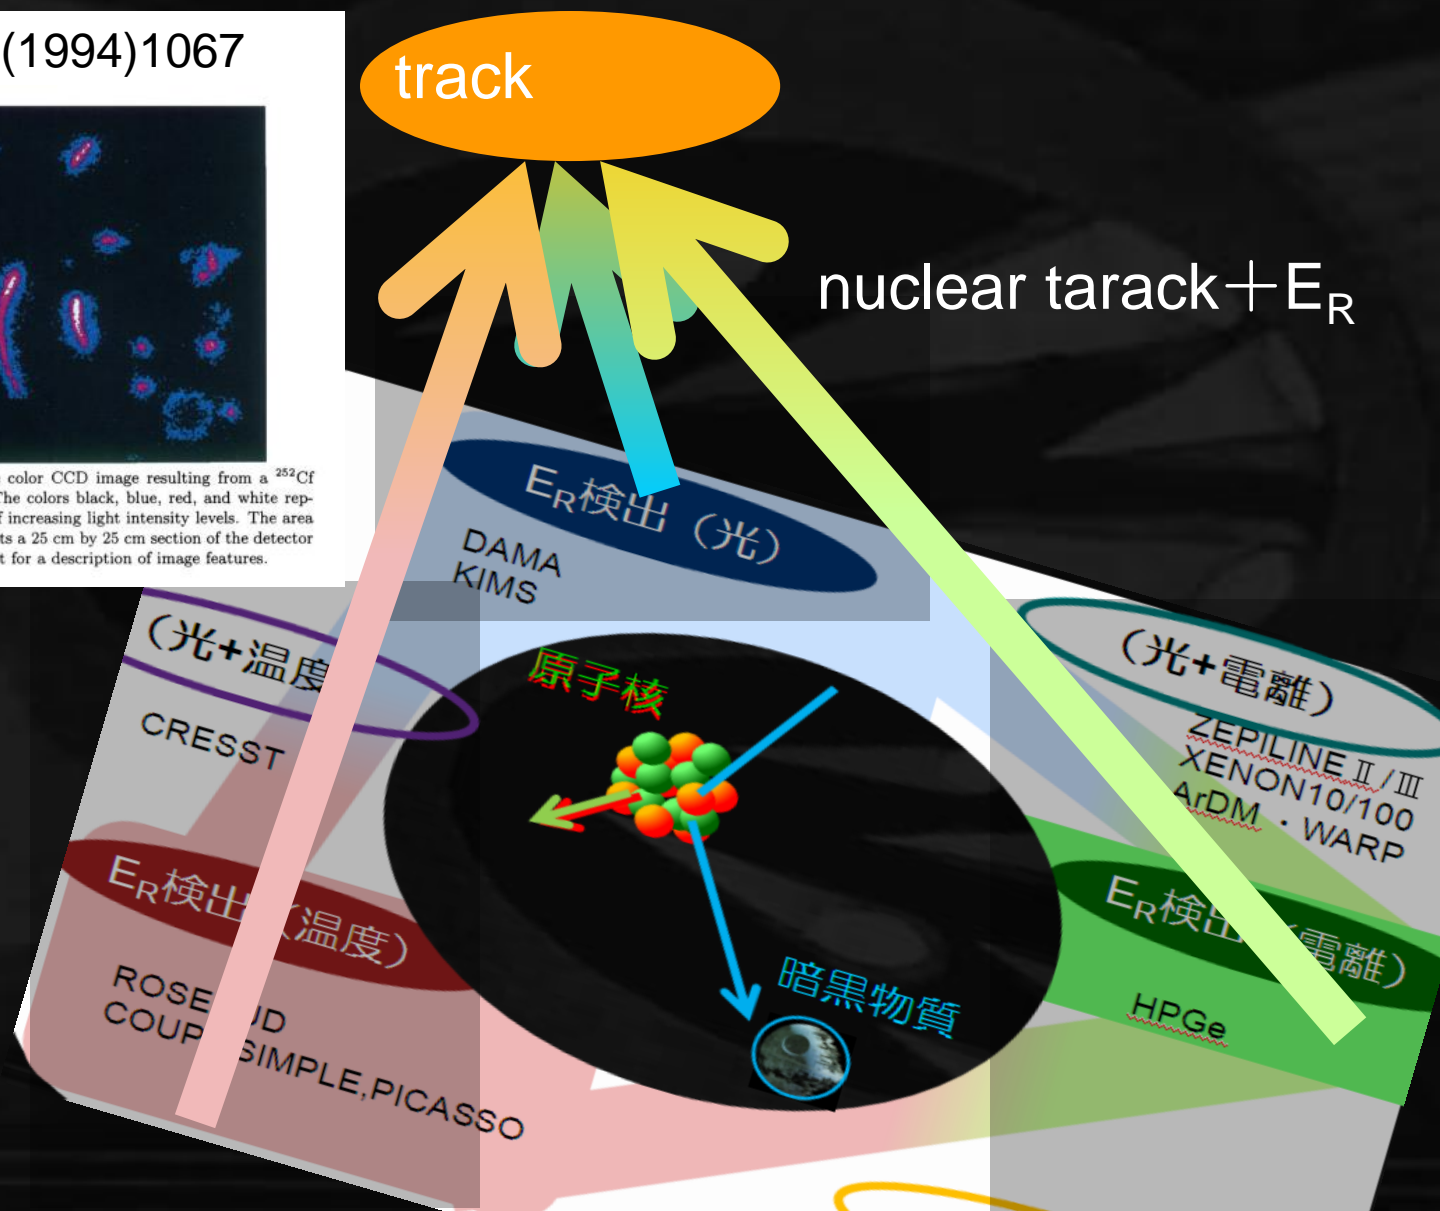 (1994)1067
track
nuclear tarack＋ER
color CCD image resulting from a ²⁵²Cf
The colors black, blue, red, and white rep-
f increasing light intensity levels. The area
ts a 25 cm by 25 cm section of the detector
t for a description of image features.
ER検出（光）
DAMA
KIMS
（光+温度
CRESST
原子核
（光+電離）
ZEPILINE Ⅱ/Ⅲ
XENON10/100
ArDM ・WARP
ER検出（温度）
ROSE UD
COUP SIMPLE,PICASSO
ER検出（電離）
HPGe
暗黒物質